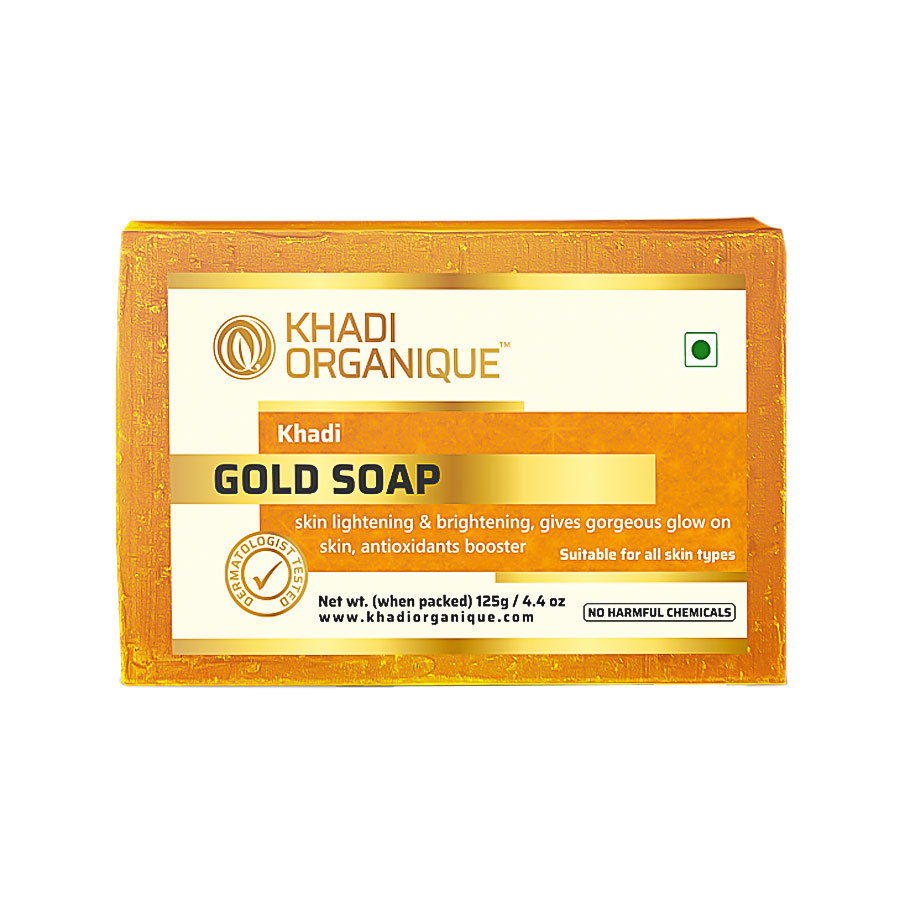 KHADI
ORGANIQUE™
Khadi
GOLD SOAP
skin lightening & brightening, gives gorgeous glow on
skin, antioxidants booster
Suitable for all skin types
DERMATOLOGIST TESTED
Net wt. (when packed) 125g / 4.4 oz
www.khadiorganique.com
NO HARMFUL CHEMICALS